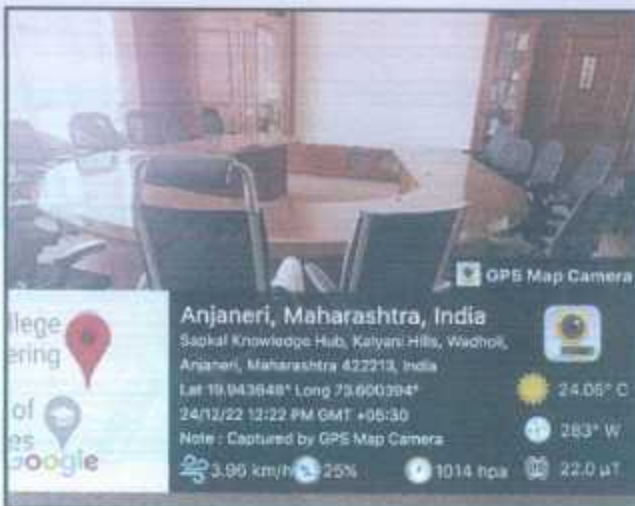 GPS Map Camera
llege
ering
of
es
oogle
Anjaneri, Maharashtra, India
Sapkal Knowledge Hub, Kalyani Hills, Wadholi,
Anjaneri, Maharashtra 422213, India
Lat 19.943648° Long 73.600394°
24/12/22 12:22 PM GMT +05:30
Note : Captured by GPS Map Camera
3.96 km/h 25% 1014 hpa
24.06° C
283° W
22.0 µT